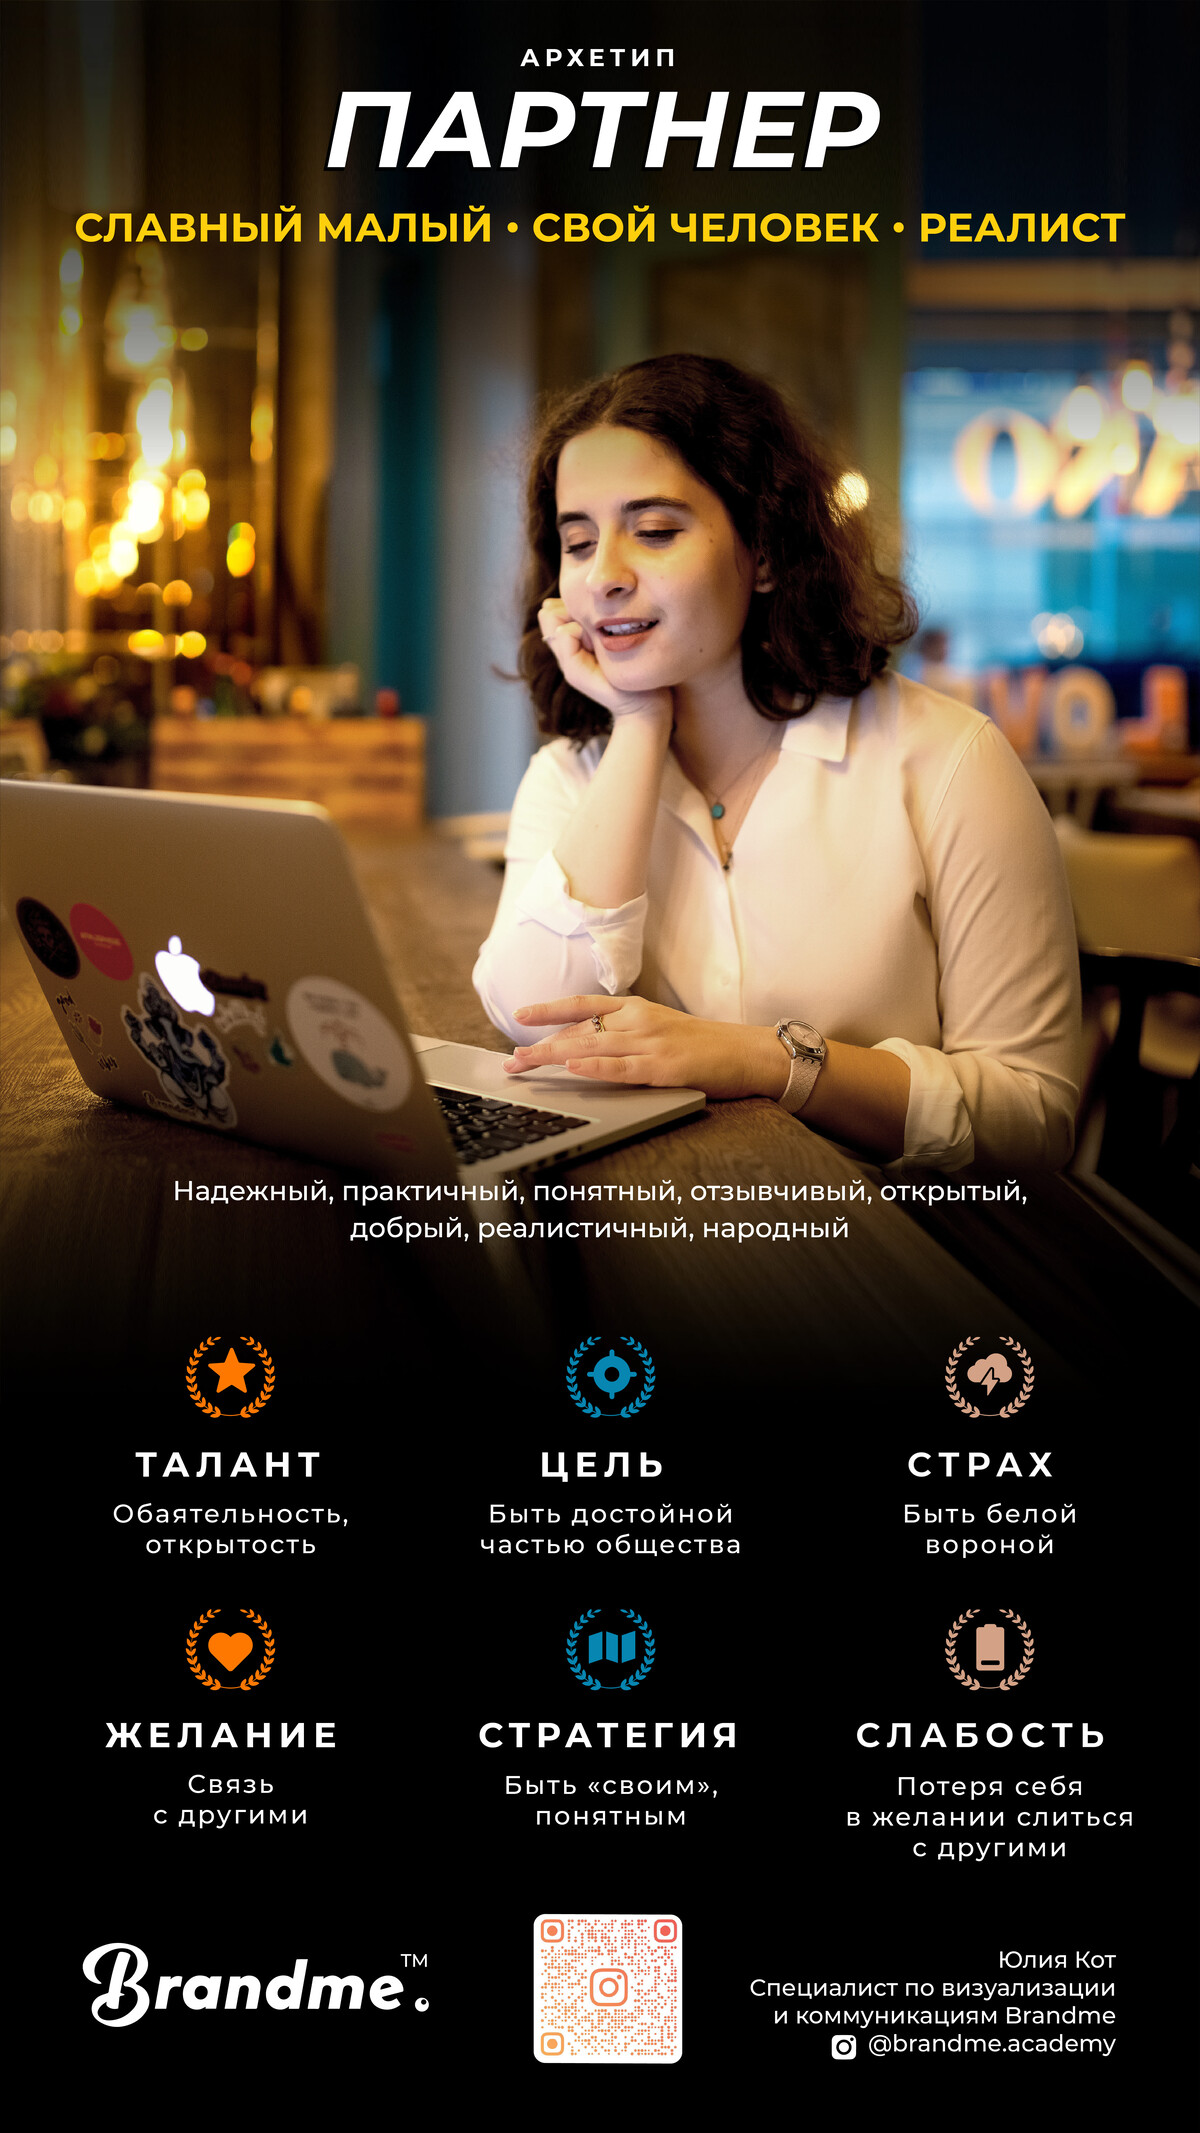 АРХЕТИП
ПАРТНЕР
СЛАВНЫЙ МАЛЫЙ • СВОЙ ЧЕЛОВЕК • РЕАЛИСТ
Надежный, практичный, понятный, отзывчивый, открытый,
добрый, реалистичный, народный
ТАЛАНТ
Обаятельность,
открытость
ЦЕЛЬ
Быть достойной
частью общества
СТРАХ
Быть белой
вороной
ЖЕЛАНИЕ
Связь
с другими
СТРАТЕГИЯ
Быть «своим»,
понятным
СЛАБОСТЬ
Потеря себя
в желании слиться
с другими
Brandme.™
Юлия Кот
Специалист по визуализации
и коммуникациям Brandme
@brandme.academy